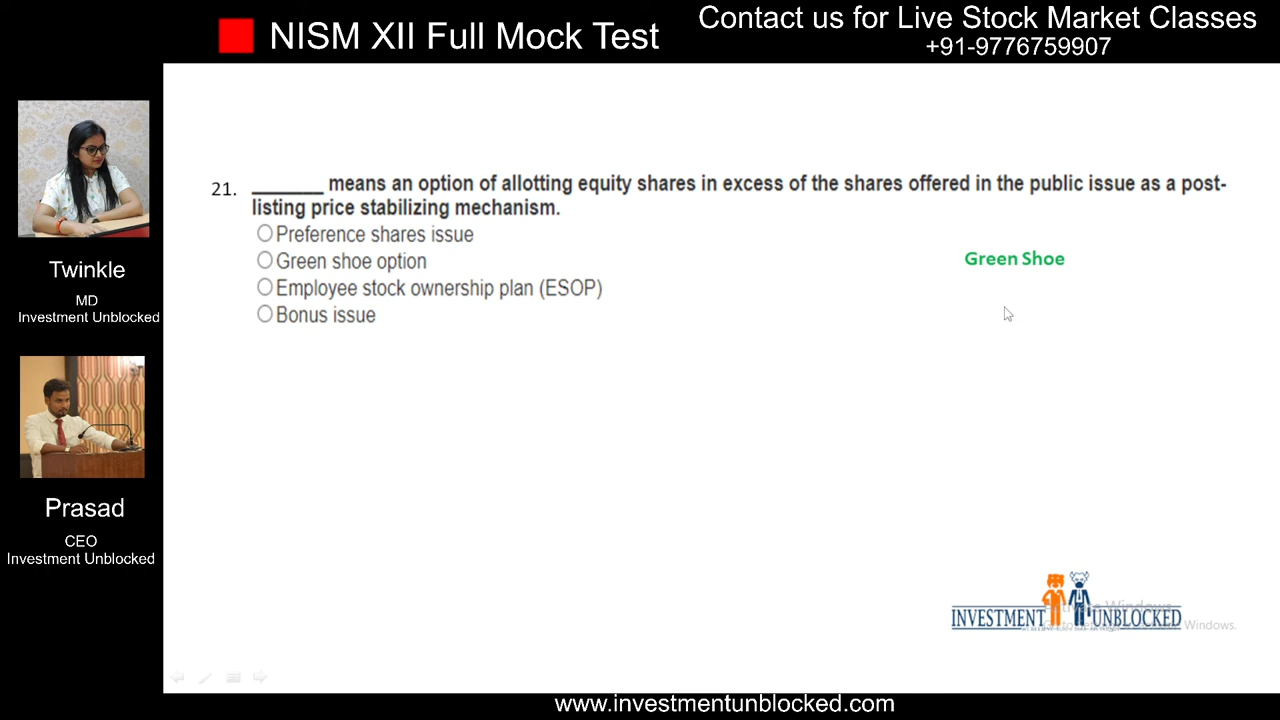 NISM XII Full Mock Test
Contact us for Live Stock Market Classes
+91-9776759907
Twinkle
MD
Investment Unblocked
Prasad
CEO
Investment Unblocked
21. _______ means an option of allotting equity shares in excess of the shares offered in the public issue as a post-
listing price stabilizing mechanism.
Preference shares issue
Green shoe option
Employee stock ownership plan (ESOP)
Bonus issue
Green Shoe
INVESTMENT UNBLOCKED
Windows
Windows.
www.investmentunblocked.com